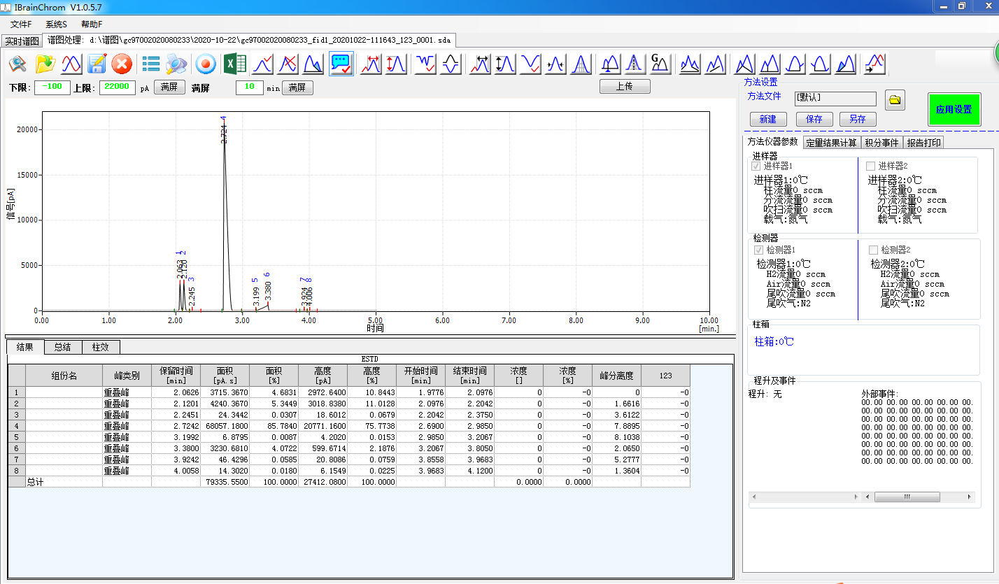 IBrainChrom V1.0.5.7
文件F 系统S 帮助F
实时谱图 谱图处理: d:\谱图\gc97002020080233\2020-10-22\gc97002020080233_fid1_20201022-111643_123_0001.sda
下限: -100 上限: 22000 pA 满屏 满屏 10 min 满屏 上传
信号[pA]
20000
15000
10000
5000
0
0.00 1.00 2.00 3.00 4.00 5.00 6.00 7.00 8.00 9.00 10.00
时间 [min.]
2.063 1
2.120 2
2.245 3
2.724 4
3.199 5
3.380 6
3.924 7
4.006 8
结果 总结 柱效
ESTD
组份名 峰类别 保留时间 面积 面积 高度 高度 开始时间 结束时间 浓度 浓度 峰分离度 123
[min] [pA.s] [%] [pA] [%] [min] [min] [] [%]
1 重叠峰 2.0626 3715.3670 4.6831 2972.6400 10.8443 1.9776 2.0976 0 -0 0 -0
2 重叠峰 2.1201 4240.3670 5.3449 3018.8380 11.0128 2.0976 2.2042 0 -0 1.6616 -0
3 重叠峰 2.2451 24.3442 0.0307 18.6012 0.0679 2.2042 2.3750 0 -0 3.6122 -0
4 重叠峰 2.7242 68057.1800 85.7840 20771.1600 75.7738 2.6900 2.9850 0 -0 7.8895 -0
5 重叠峰 3.1992 6.8795 0.0087 4.2020 0.0153 2.9850 3.2067 0 -0 8.1038 -0
6 重叠峰 3.3800 3230.6810 4.0722 599.6714 2.1876 3.2067 3.8050 0 -0 2.0650 -0
7 重叠峰 3.9242 46.4296 0.0585 20.8086 0.0759 3.8558 3.9683 0 -0 5.2777 -0
8 重叠峰 4.0058 14.3020 0.0180 6.1549 0.0225 3.9683 4.1200 0 -0 1.3604 -0
总计 79335.5500 100.0000 27412.0800 100.0000 0.0000 0.0000
方法设置
方法文件 [默认]
新建 保存 另存 应用设置
方法仪器参数 定量结果计算 积分事件 报告打印
进样器
进样器1
进样器1:0℃
柱流量0 sccm
分流流量0 sccm
吹扫流量0 sccm
载气:氮气
进样器2
进样器2:0℃
柱流量0 sccm
分流流量0 sccm
吹扫流量0 sccm
载气:氮气
检测器
检测器1
检测器1:0℃
H2流量0 sccm
Air流量0 sccm
尾吹流量0 sccm
尾吹气:N2
检测器2
检测器2:0℃
H2流量0 sccm
Air流量0 sccm
尾吹流量0 sccm
尾吹气:N2
柱箱
柱箱:0℃
程升及事件
程升: 无
外部事件:
00. 00 00. 00 00. 00 00. 00 00.
00. 00 00. 00 00. 00 00. 00 00.
00. 00 00. 00 00. 00 00. 00 00.
00. 00 00. 00 00. 00 00. 00 00.
00. 00 00. 00 00. 00 00. 00 00.
00. 00 00. 00 00. 00 00. 00 00.
00. 00 00. 00 00. 00 00. 00 00.
00. 00 00. 00 00. 00 00. 00 00.